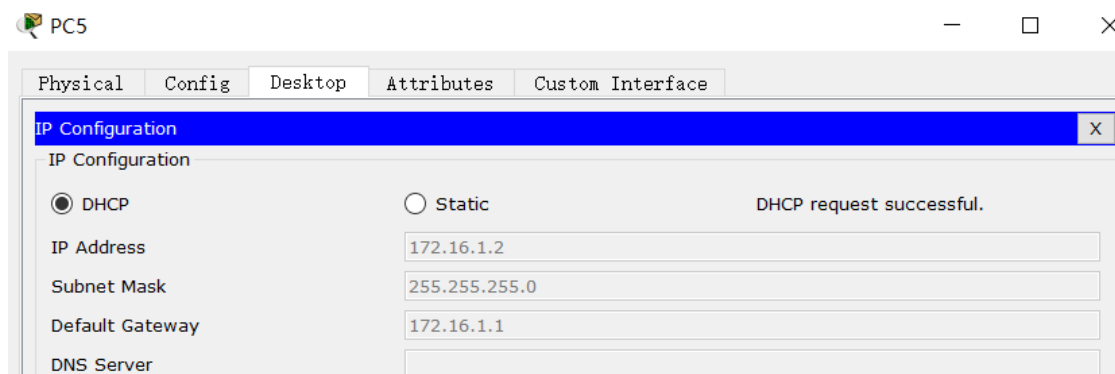 PC5
Physical Config Desktop Attributes Custom Interface
IP Configuration X
IP Configuration
DHCP Static DHCP request successful.
IP Address 172.16.1.2
Subnet Mask 255.255.255.0
Default Gateway 172.16.1.1
DNS Server